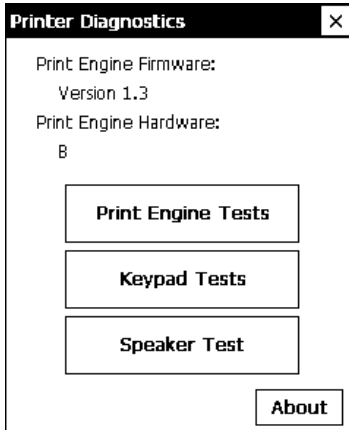 Printer Diagnostics
Print Engine Firmware:
Version 1.3
Print Engine Hardware:
B
Print Engine Tests
Keypad Tests
Speaker Test
About